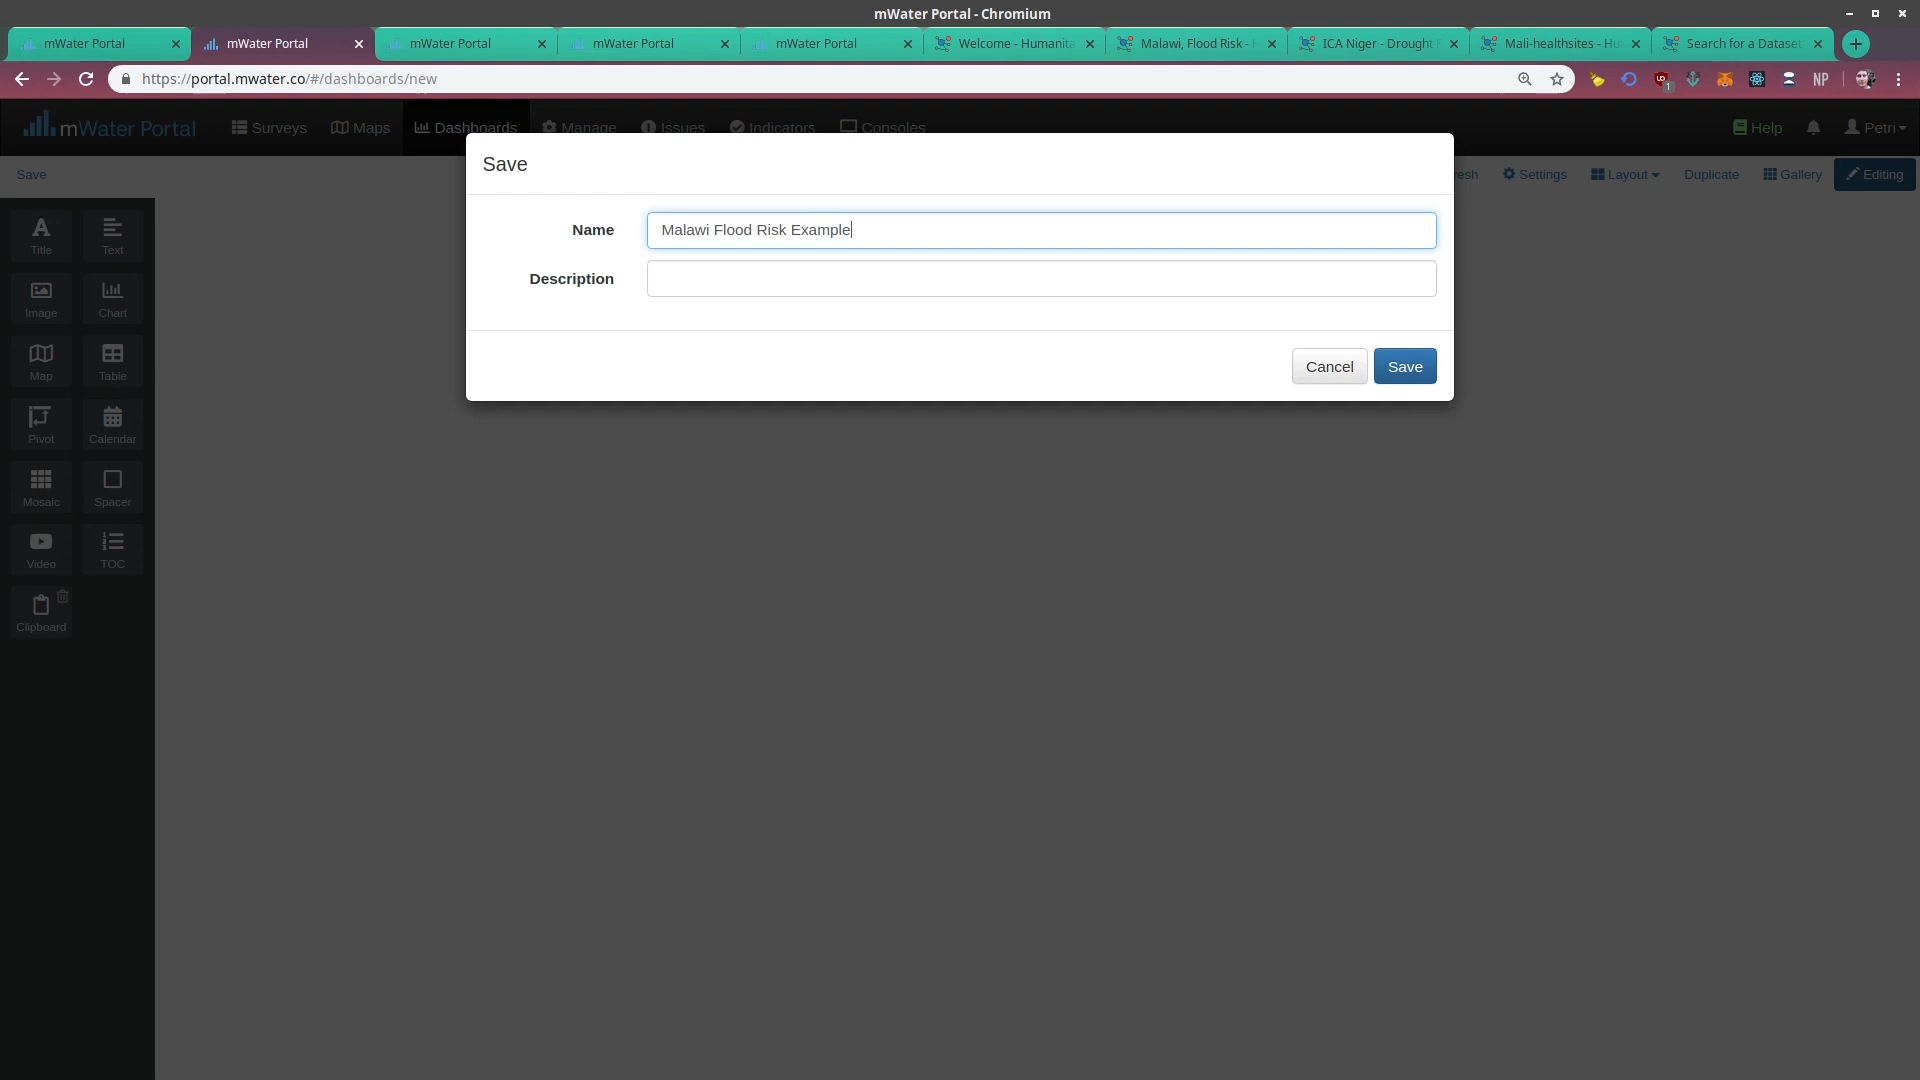 mWater Portal - Chromium
mWater Portal
mWater Portal
mWater Portal
mWater Portal
mWater Portal
Welcome - Humanita
Malawi, Flood Risk -
ICA Niger - Drought
Mali-healthsites - Hu
Search for a Dataset
https://portal.mwater.co/#/dashboards/new
1
NP
mWater Portal
Surveys
Maps
Dashboards
Manage
Issues
Indicators
Consoles
Help
Petri
Save
resh
Settings
Layout
Duplicate
Gallery
Editing
Save
Name
Malawi Flood Risk Example
Description
Cancel
Save
Title
Text
Image
Chart
Map
Table
Pivot
Calendar
Mosaic
Spacer
Video
TOC
Clipboard